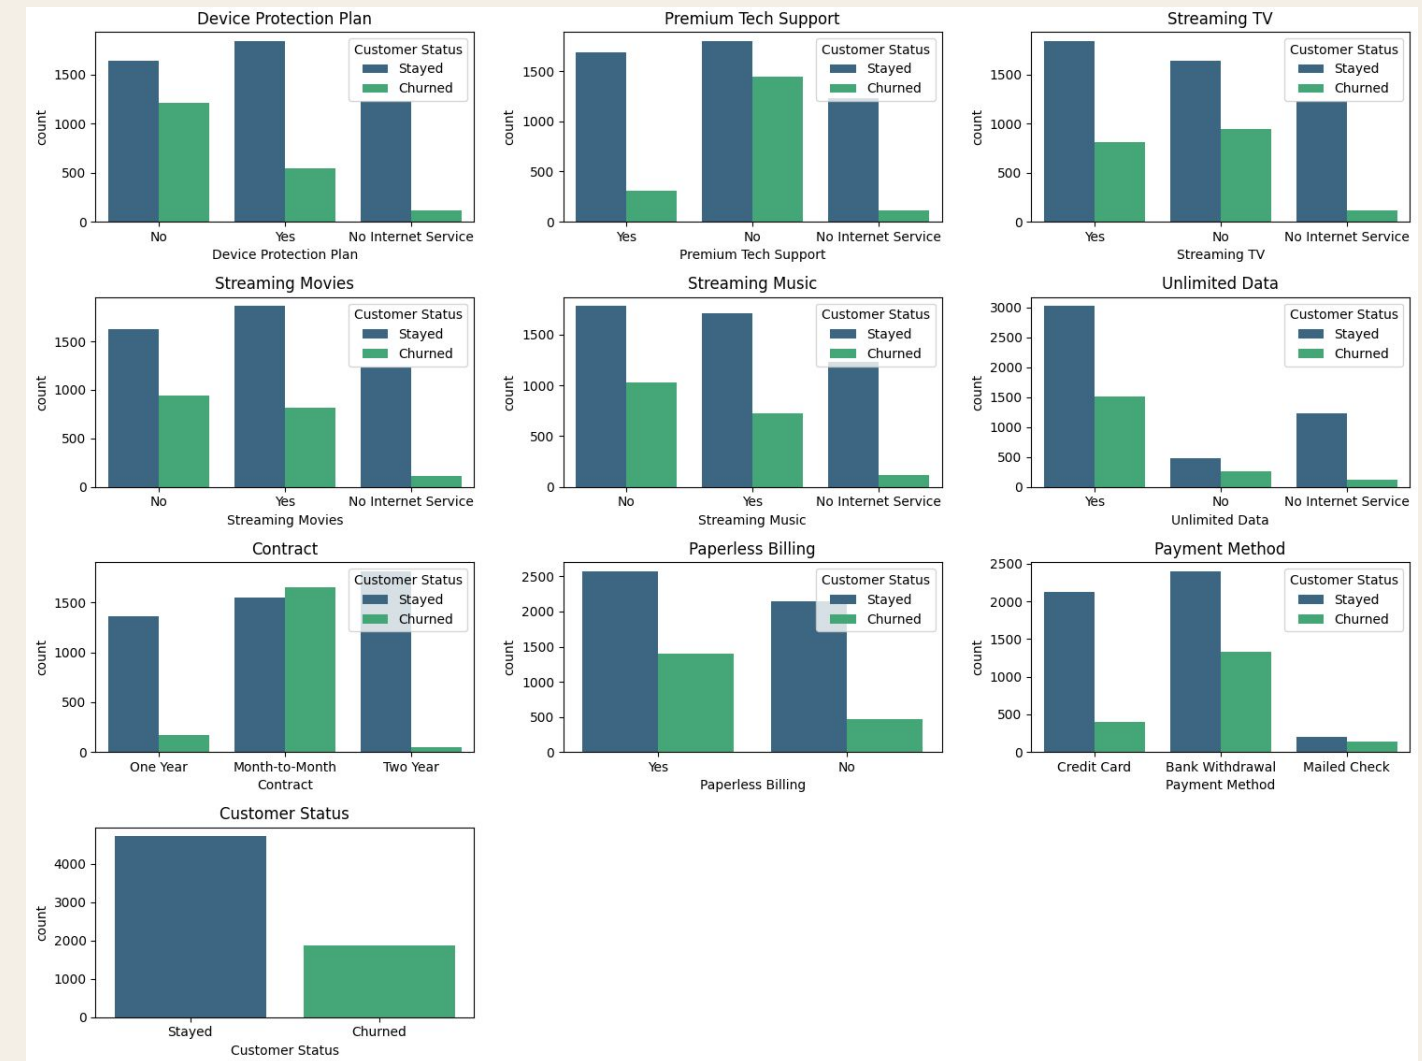 Device Protection Plan
Customer Status
Stayed
Churned
count
1500
1000
500
0
No
Yes
No Internet Service
Device Protection Plan
Premium Tech Support
Customer Status
Stayed
Churned
count
1500
1000
500
0
Yes
No
No Internet Service
Premium Tech Support
Streaming TV
Customer Status
Stayed
Churned
count
1500
1000
500
0
Yes
No
No Internet Service
Streaming TV
Streaming Movies
Customer Status
Stayed
Churned
count
1500
1000
500
0
No
Yes
No Internet Service
Streaming Movies
Streaming Music
Customer Status
Stayed
Churned
count
1500
1000
500
0
No
Yes
No Internet Service
Streaming Music
Unlimited Data
Customer Status
Stayed
Churned
count
3000
2500
2000
1500
1000
500
0
Yes
No
No Internet Service
Unlimited Data
Contract
Customer Status
Stayed
Churned
count
1500
1000
500
0
One Year
Month-to-Month
Two Year
Contract
Paperless Billing
Customer Status
Stayed
Churned
count
2500
2000
1500
1000
500
0
Yes
No
Paperless Billing
Payment Method
Customer Status
Stayed
Churned
count
2500
2000
1500
1000
500
0
Credit Card
Bank Withdrawal
Mailed Check
Payment Method
Customer Status
count
4000
3000
2000
1000
0
Stayed
Churned
Customer Status